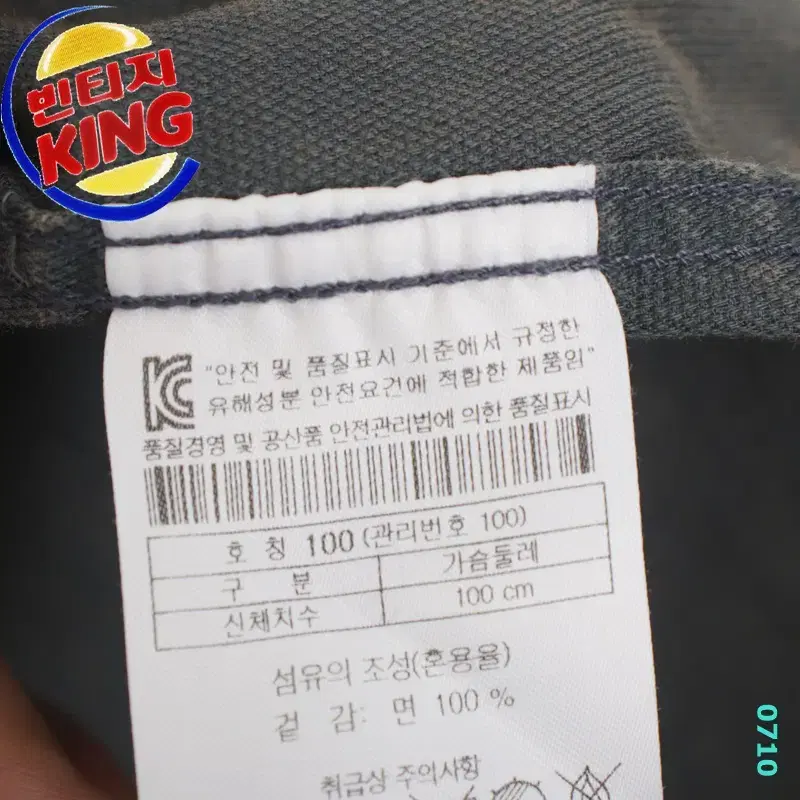 빈티지
KING
"안전 및 품질표시 기준에서 규정한
유해성분 안전요건에 적합한 제품임"
품질경영 및 공산품 안전관리법에 의한 품질표시
호 칭 100 (관리번호 100)
구 분 가슴둘레
신체치수 100 cm
섬유의 조성(혼용율)
겉 감: 면 100 %
취급상 주의사항
0710